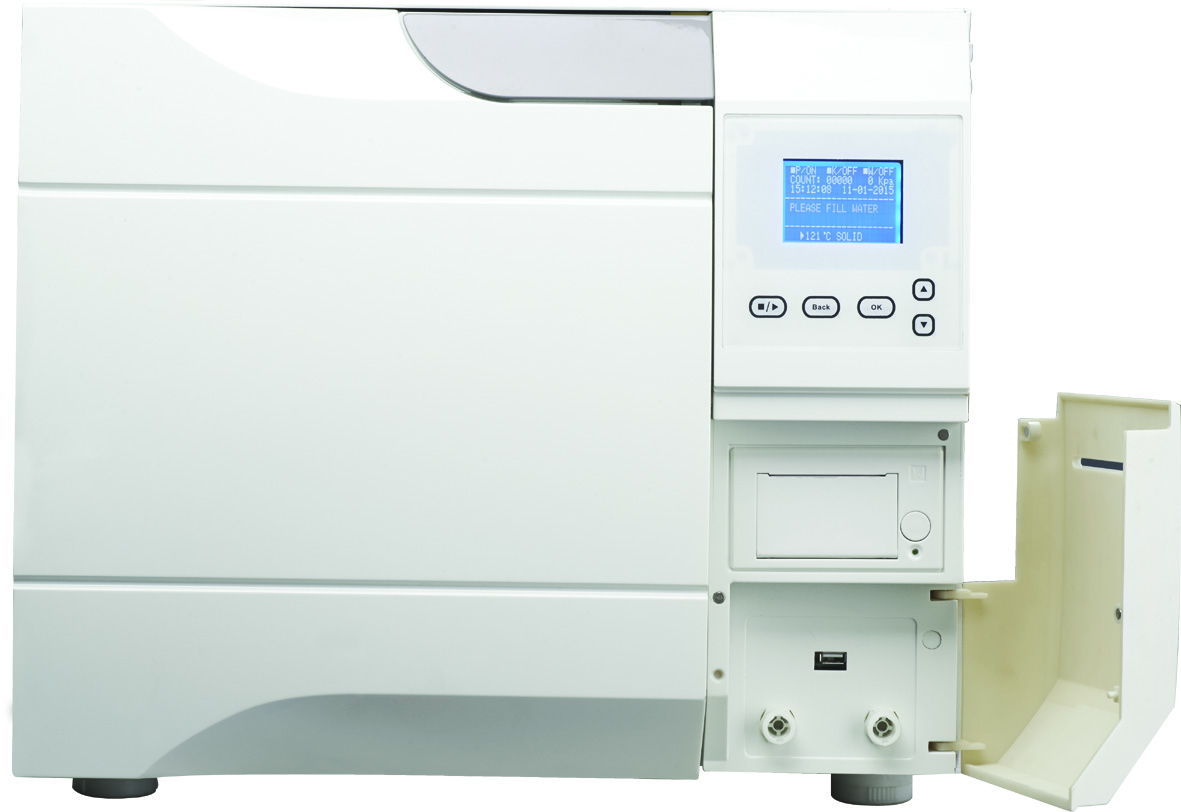 ■P/ON ■K/OFF ■W/OFF
COUNT: 00000 0 Kpa
15:12:08 11-01-2015
PLEASE FILL WATER
▶121℃ SOLID
■/▶ Back OK